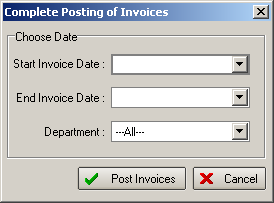 Complete Posting of Invoices
Choose Date
Start Invoice Date :
End Invoice Date :
Department : ---All---
Post Invoices Cancel